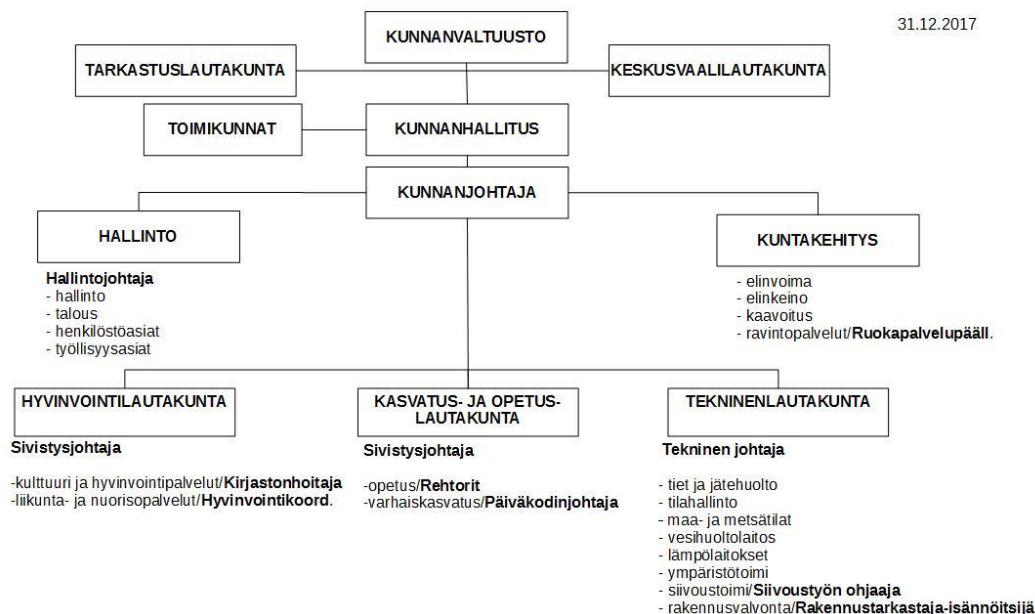 31.12.2017
KUNNANVALTUUSTO
TARKASTUSLAUTAKUNTA
KESKUSVAALILAUTAKUNTA
TOIMIKUNNAT
KUNNANHALLITUS
KUNNANJOHTAJA
HALLINTO
Hallintojohtaja
- hallinto
- talous
- henkilöstöasiat
- työllisyysasiat
KUNTAKEHITYS
- elinvoima
- elinkeino
- kaavoitus
- ravintopalvelut/Ruokapalvelupääll.
HYVINVOINTILAUTAKUNTA
Sivistysjohtaja
-kulttuuri ja hyvinvointipalvelut/Kirjastonhoitaja
-liikunta- ja nuorisopalvelut/Hyvinvointikoord.
KASVATUS- JA OPETUS-
LAUTAKUNTA
Sivistysjohtaja
-opetus/Rehtorit
-varhaiskasvatus/Päiväkodinjohtaja
TEKNINENLAUTAKUNTA
Tekninen johtaja
- tiet ja jätehuolto
- tilahallinto
- maa- ja metsätilat
- vesihuoltolaitos
- lämpölaitokset
- ympäristötoimi
- siivoustoimi/Siivoustyön ohjaaja
- rakennusvalvonta/Rakennustarkastaja-isännöitsijä